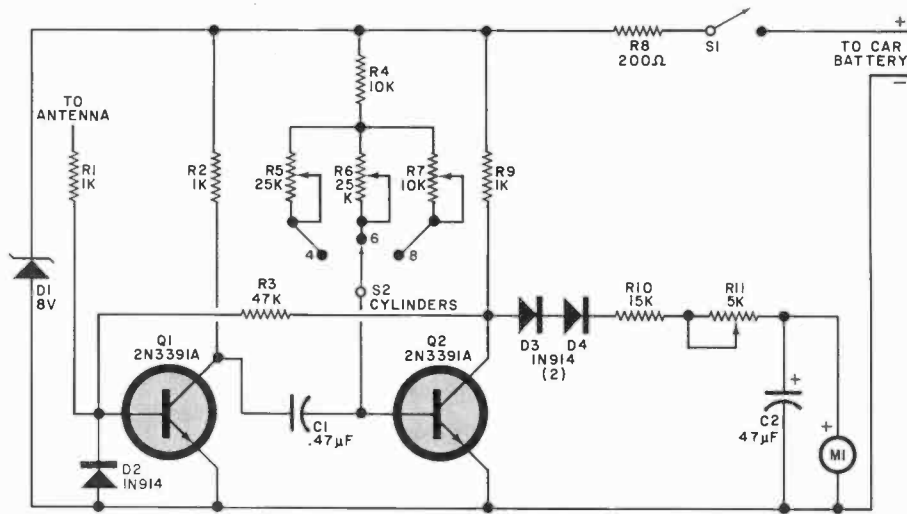 +
TO CAR
BATTERY
−
R8
200Ω
S1
R4
10K
TO
ANTENNA
R1
1K
R2
1K
R5
25K
R6
25
K
R7
10K
R9
1K
4
6
8
D1
8V
R3
47K
S2
CYLINDERS
R10
15K
R11
5K
D3
D4
1N914
(2)
Q1
2N3391A
Q2
2N3391A
C1
.47μF
+
C2
47μF
+
M1
D2
1N914